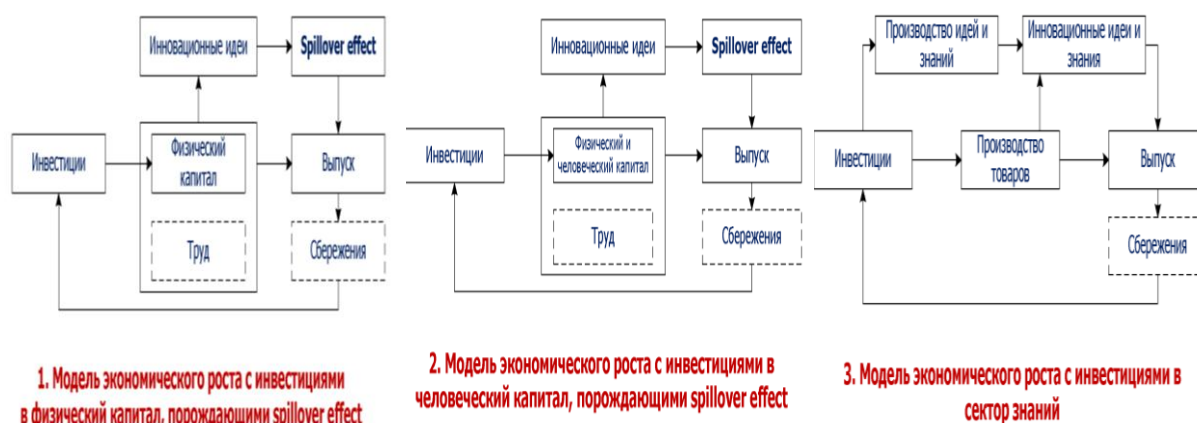 Инновационные идеи
Spillover effect
Инвестиции
Физический
капитал
Выпуск
Труд
Сбережения
1. Модель экономического роста с инвестициями
в физический капитал, порождающими spillover effect
Инновационные идеи
Spillover effect
Инвестиции
Физический и
человеческий капитал
Выпуск
Труд
Сбережения
2. Модель экономического роста с инвестициями в
человеческий капитал, порождающими spillover effect
Производство идей и
знаний
Инновационные идеи и
знания
Инвестиции
Производство
товаров
Выпуск
Сбережения
3. Модель экономического роста с инвестициями в
сектор знаний